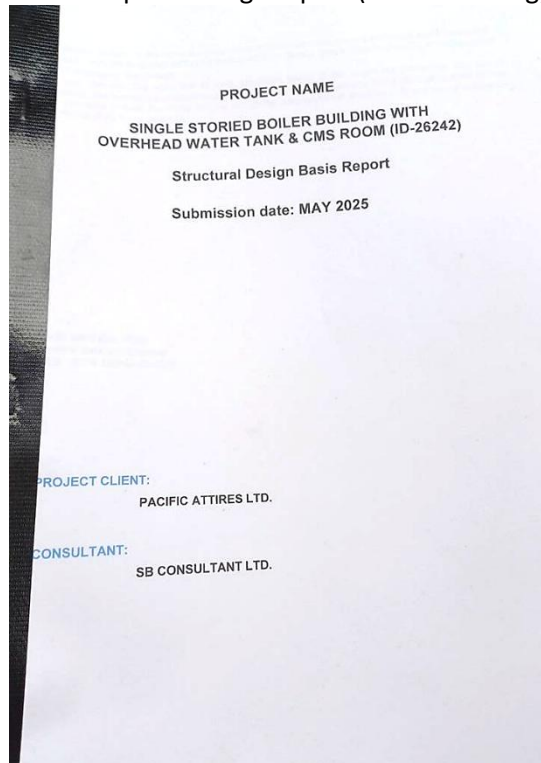 PROJECT NAME
SINGLE STORIED BOILER BUILDING WITH
OVERHEAD WATER TANK & CMS ROOM (ID-26242)
Structural Design Basis Report
Submission date: MAY 2025
PROJECT CLIENT:
PACIFIC ATTIRES LTD.
CONSULTANT:
SB CONSULTANT LTD.